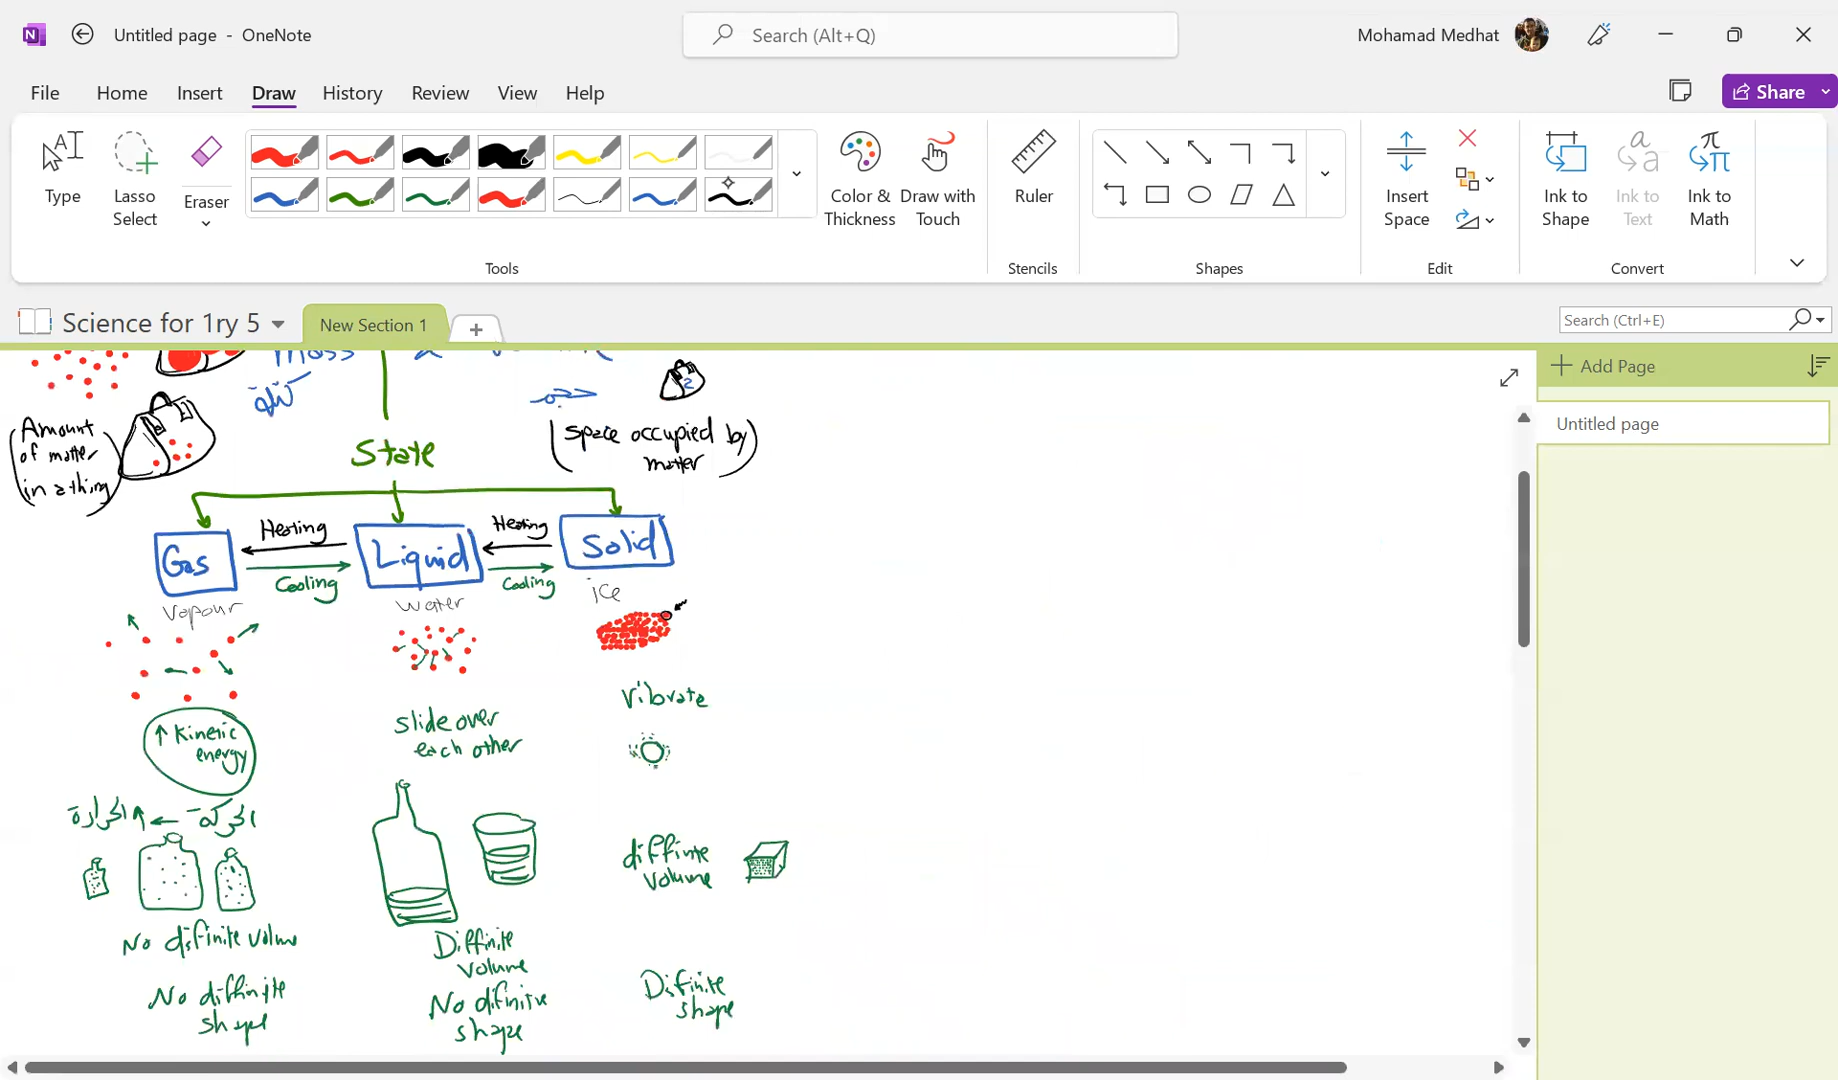 Untitled page - OneNote
Search (Alt+Q)
Mohamad Medhat
File Home Insert Draw History Review View Help
Share
Type
Lasso Select
Eraser
Color & Thickness
Draw with Touch
Ruler
Insert Space
Ink to Shape
Ink to Text
Ink to Math
Tools
Stencils
Shapes
Edit
Convert
Science for 1ry 5
New Section 1
Search (Ctrl+E)
Add Page
Untitled page
mass
2
(Amount
of matter
in a thing)
(space occupied by
matter)
State
Gas
Heating
Cooling
Liquid
Heating
Cooling
Solid
Vapour
Water
ice
↑ Kinetic
energy
slide over
each other
Vibrate
الحرارة ↑ ← الحركة
diffinite
volume
No difinite volume
Diffinite
volume
No diffinite
shape
No difinitive
shape
Difinite
shape